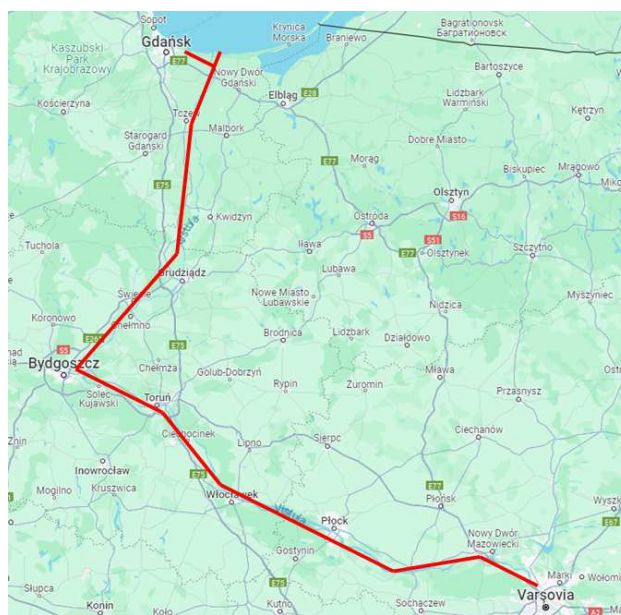 Sopot
Gdańsk
Kaszubski
Park
Krajobrazowy
E77
Krynica
Morska
Braniewo
Bagrationovsk
Багратионовск
Nowy Dwór
Gdański
Elbląg
E28
Bartoszyce
Lidzbark
Warmiński
Kętrzyn
Kościerzyna
Tczew
Malbork
Starogard
Gdański
Dobre Miasto
E77
Morąg
Biskupiec
Mrągowo
E75
Kwidzyn
Olsztyn
S16
Ostróda
S5
S51
E77
Olsztynek
Szczytno
Tuchola
Iława
Lubawa
Grudziądz
Myszyniec
Nowe Miasto
Lubawskie
Nidzica
Świecie
Koronowo
Chełmno
Brodnica
Lidzbark
Działdowo
E75
S5
Bydgoszcz
Chełmża
Golub-Dobrzyń
Mława
Rypin
Żuromin
Przasnysz
Solec
Kujawski
Toruń
Ciechocinek
Lipno
Sierpc
Ciechanów
Inowrocław
Mogilno
Kruszwica
E75
Włocławek
E77
Płońsk
Płock
Nowy Dwór
Mazowiecki
E67
Gostynin
Marki
Varsovia
Słupca
Konin
Koło
Kutno
E75
Sochaczew
A2